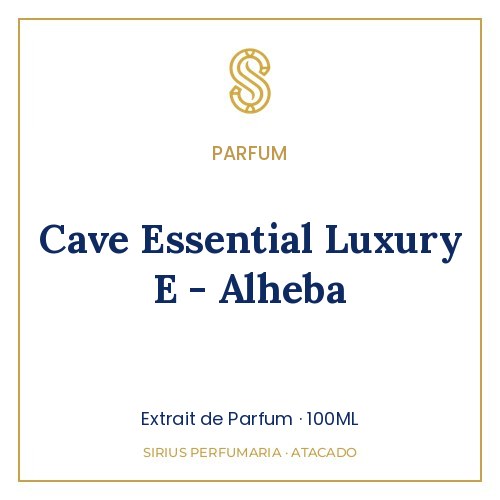 PARFUM
Cave Essential Luxury
E - Alheba
Extrait de Parfum · 100ML
SIRIUS PERFUMARIA · ATACADO